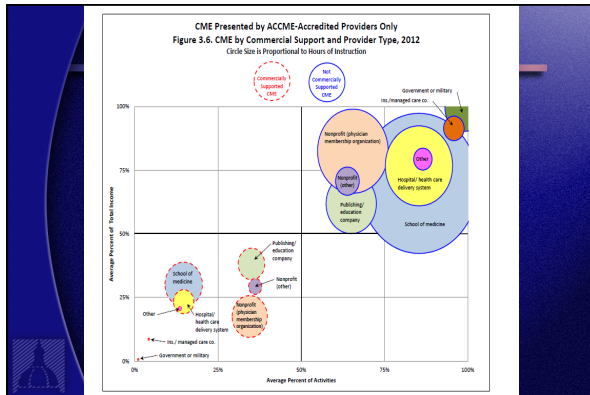 CME Presented by ACCME-Accredited Providers Only
Figure 3.6. CME by Commercial Support and Provider Type, 2012
Circle Size is Proportional to Hours of Instruction
Commercially
Supported
CME
Not
Commercially
Supported
CME
Government or military
Ins./managed care co.
100%
Nonprofit (physician
membership
organization)
Other
75%
Nonprofit
(other)
Hospital/ health care
delivery system
Publishing/
education
company
School of medicine
Average Percent of Total Income
50%
Publishing/
education
company
School of
medicine
Nonprofit
(other)
25%
Other
Hospital/
health care
delivery system
Nonprofit
(physician
membership
organization)
Ins./ managed care co.
Government or military
0%
0%
25%
50%
75%
100%
Average Percent of Activities